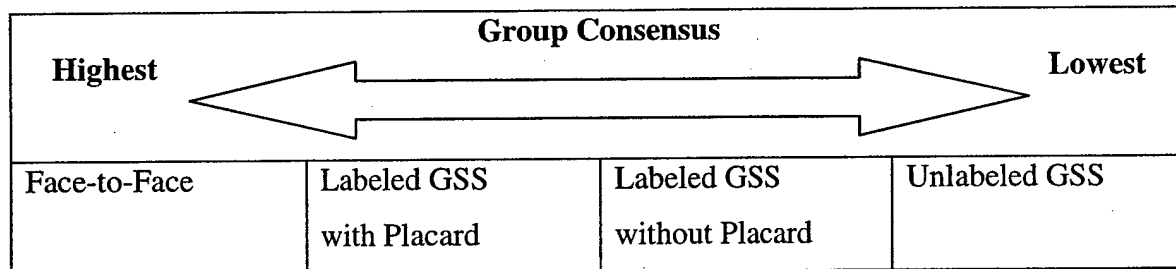 Group Consensus
Highest
Lowest
Face-to-Face
Labeled GSS
with Placard
Labeled GSS
without Placard
Unlabeled GSS